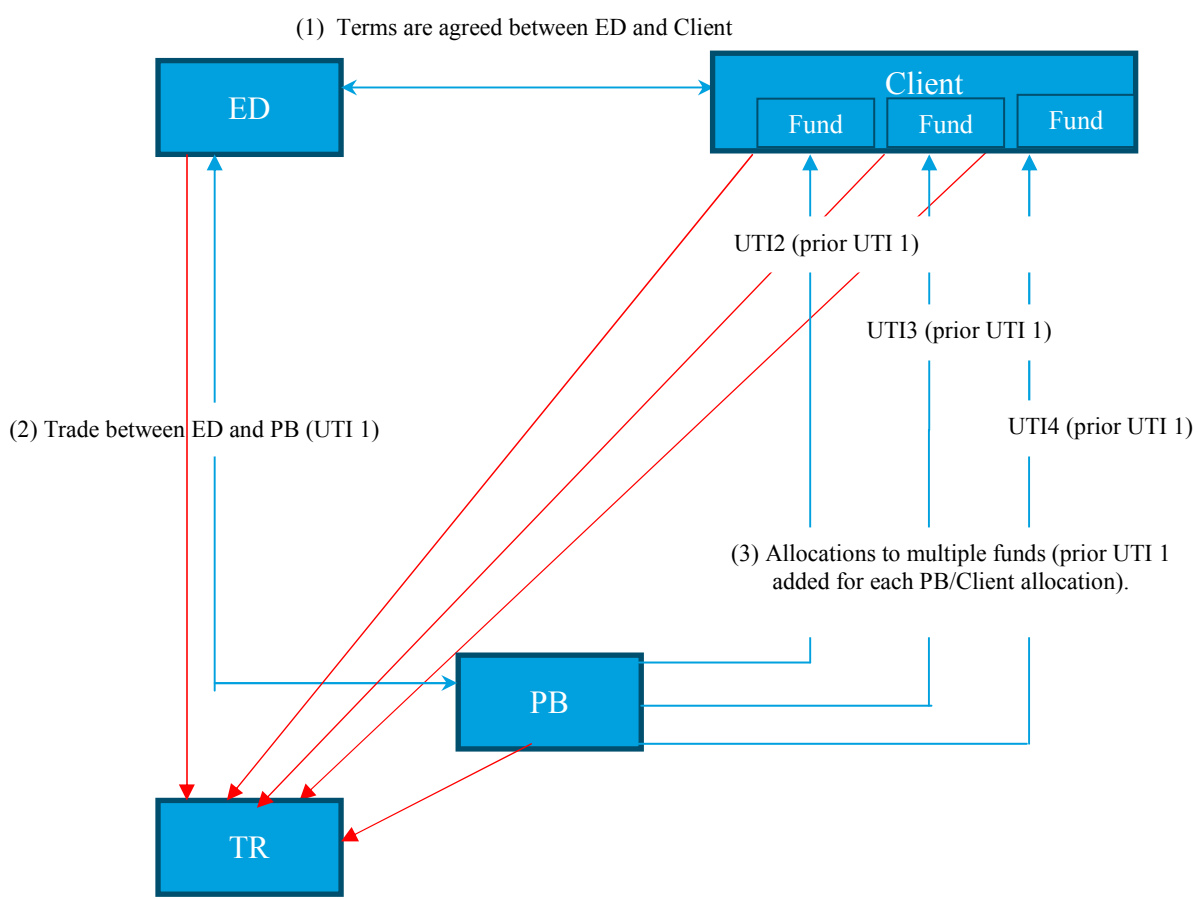 (1) Terms are agreed between ED and Client
ED
Client
Fund
Fund
Fund
UTI2 (prior UTI 1)
UTI3 (prior UTI 1)
(2) Trade between ED and PB (UTI 1)
UTI4 (prior UTI 1)
(3) Allocations to multiple funds (prior UTI 1
added for each PB/Client allocation).
PB
TR